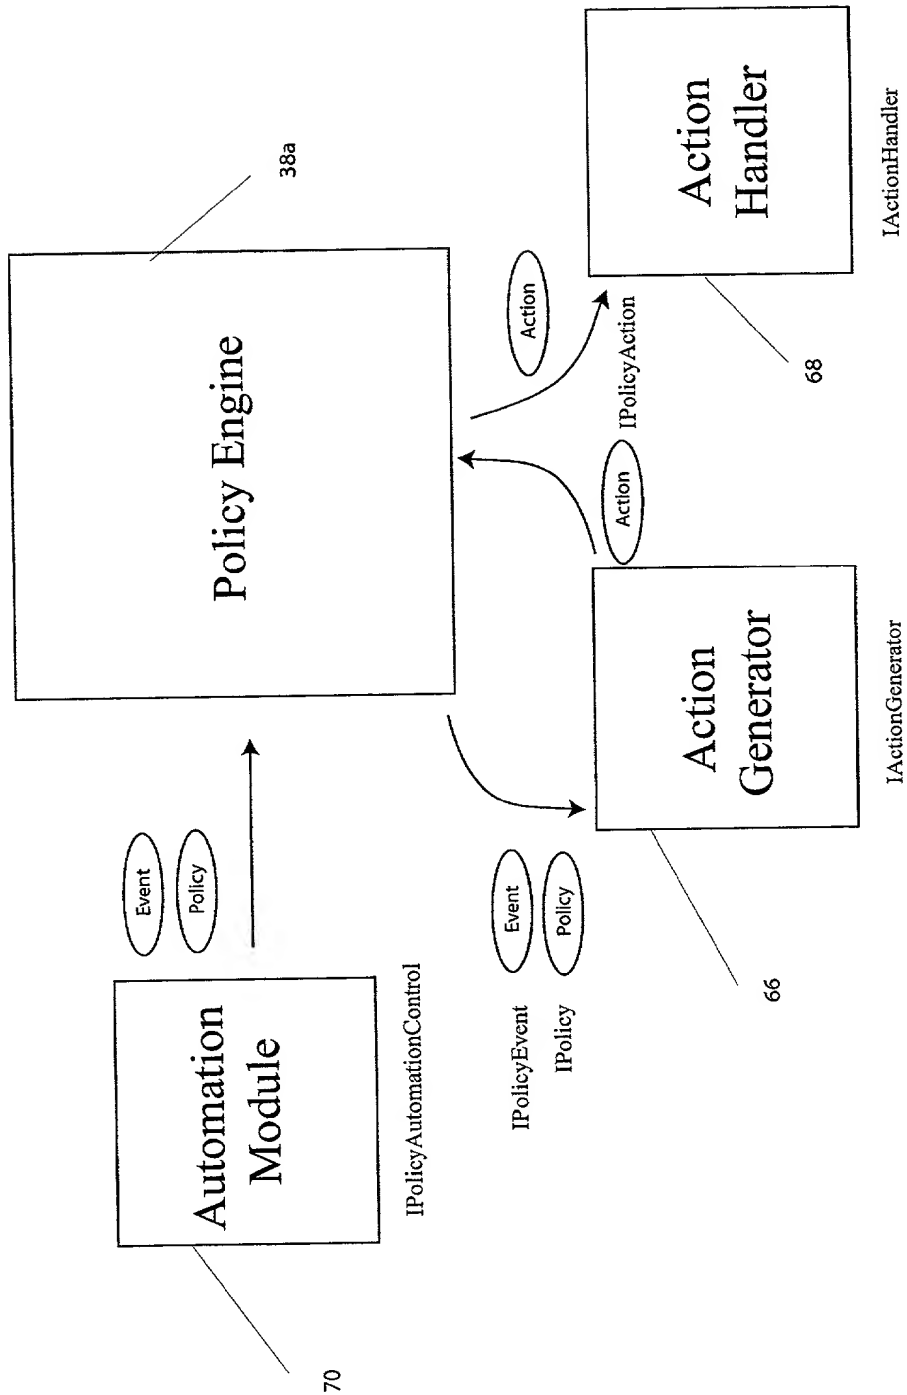 38a
Policy Engine
Event
Policy
Automation
Module
IPolicyAutomationControl
70
Action
IPolicyAction
Action
Action
Handler
68
IActionHandler
IPolicyEvent
Event
IPolicy
Policy
Action
Generator
66
IActionGenerator